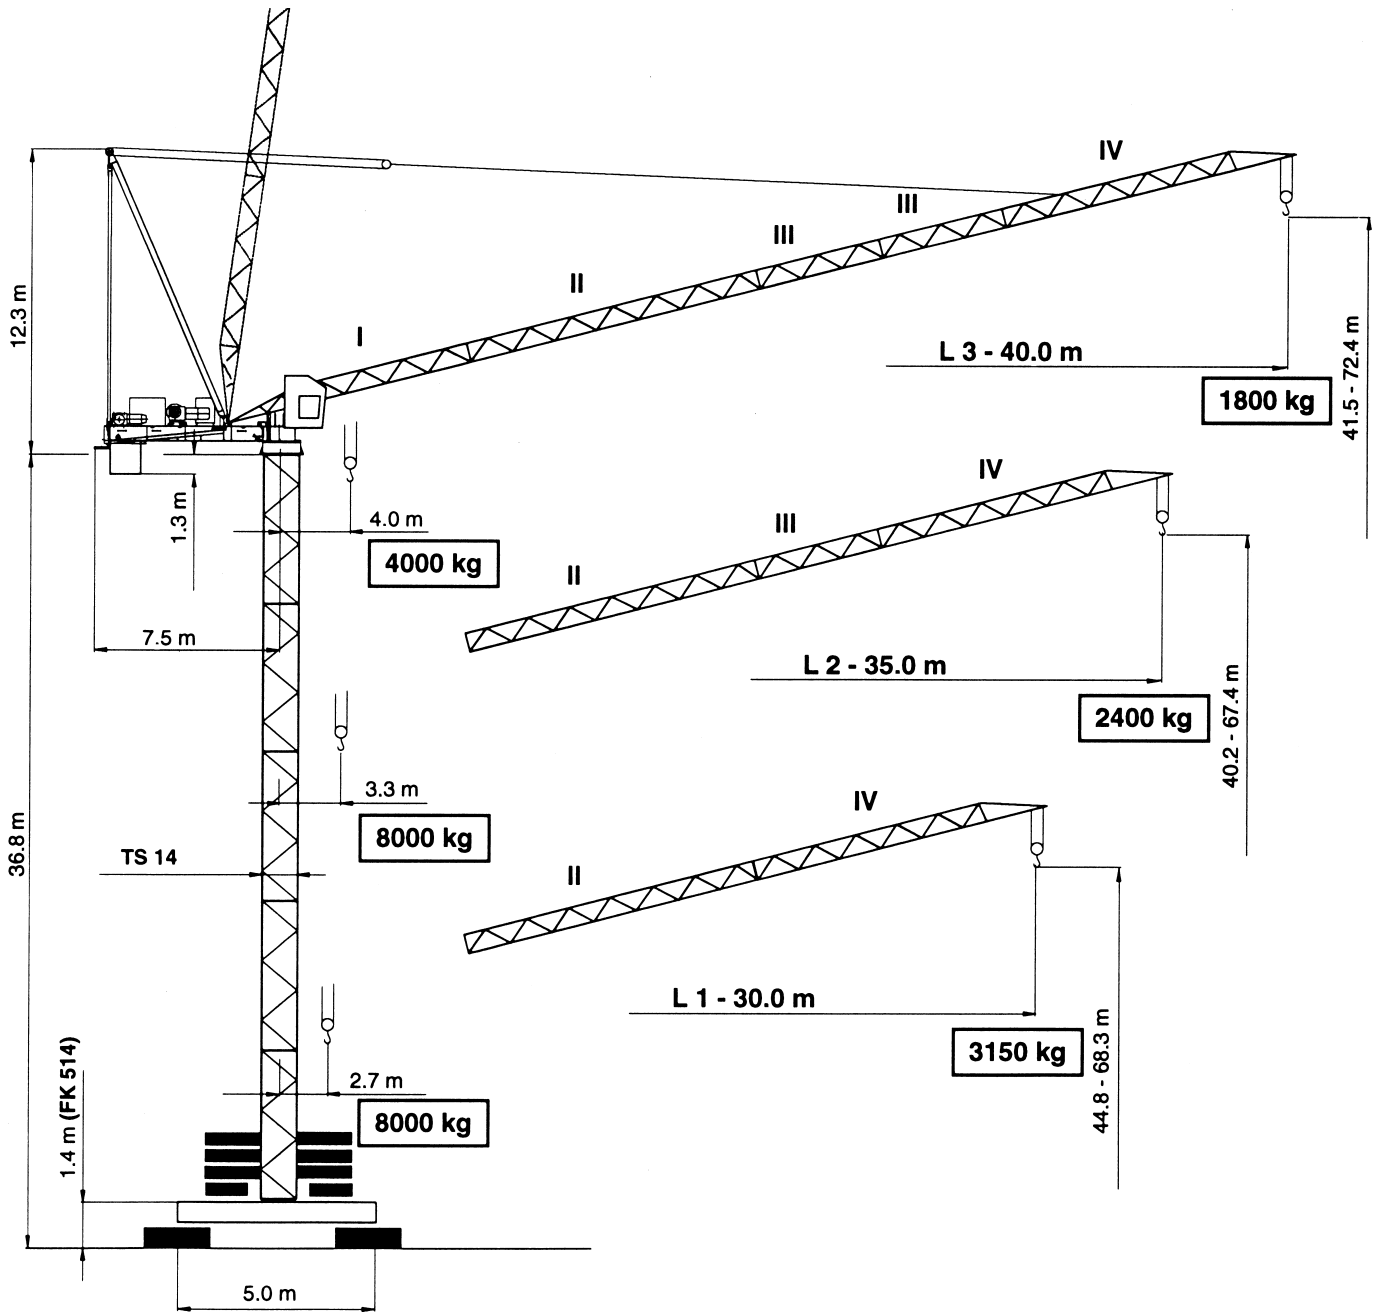 IV
III
III
II
I
12.3 m
L 3 - 40.0 m
1800 kg
41.5 - 72.4 m
1.3 m
4.0 m
4000 kg
7.5 m
IV
III
II
L 2 - 35.0 m
2400 kg
40.2 - 67.4 m
3.3 m
8000 kg
36.8 m
TS 14
IV
II
L 1 - 30.0 m
3150 kg
44.8 - 68.3 m
2.7 m
8000 kg
1.4 m (FK 514)
5.0 m